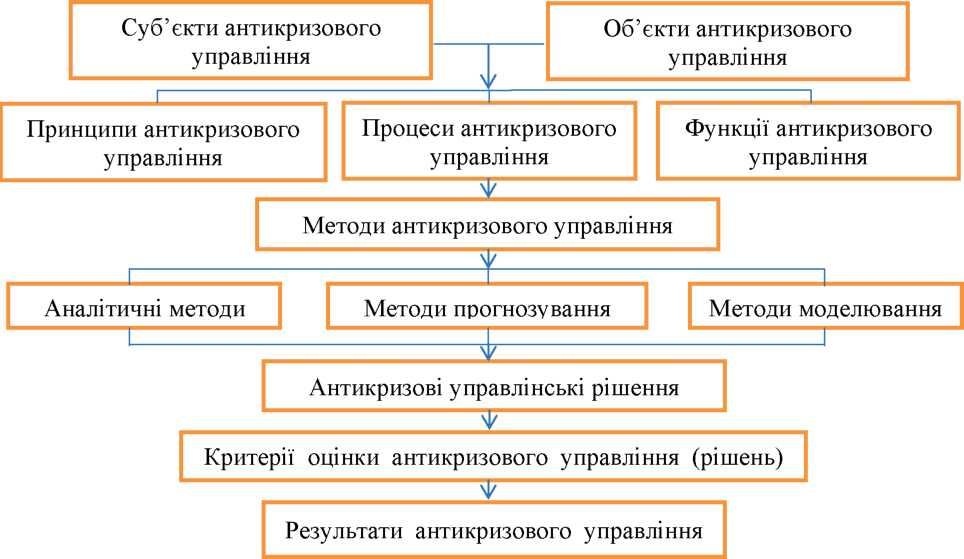 Суб’єкти антикризового
управління
Об’єкти антикризового
управління
Принципи антикризового
управління
Процеси антикризового
управління
Функції антикризового
управління
Методи антикризового управління
Аналітичні методи
Методи прогнозування
Методи моделювання
Антикризові управлінські рішення
Критерії оцінки антикризового управління (рішень)
Результати антикризового управління